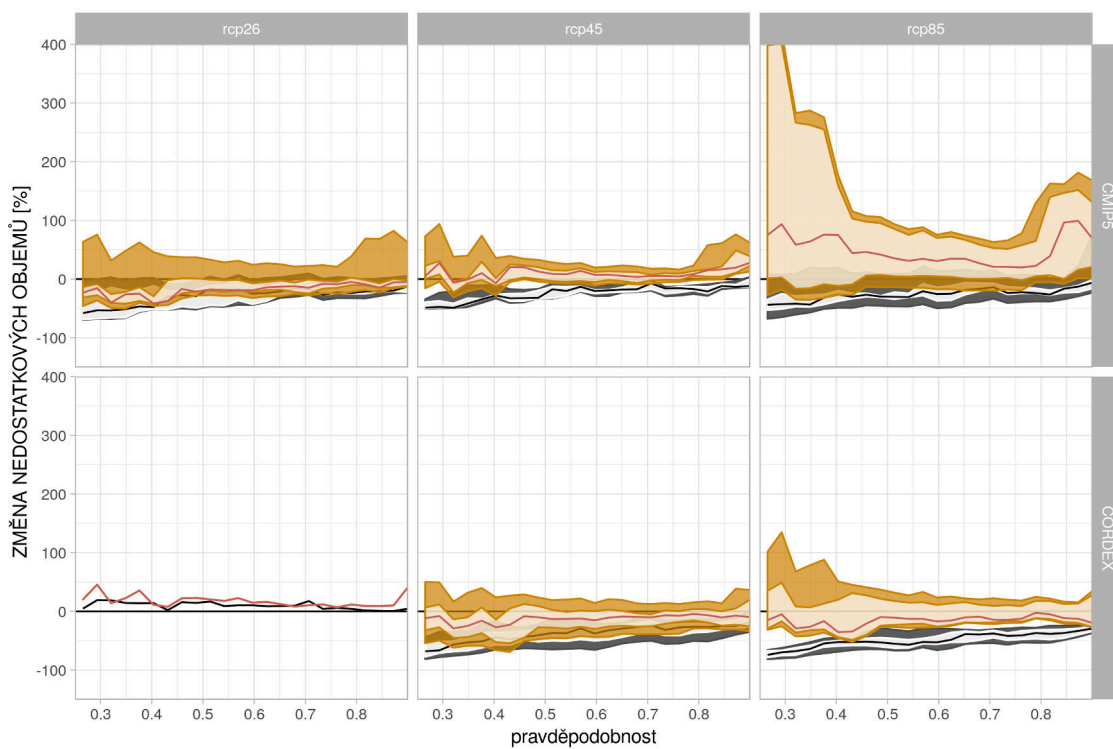 rcp26
rcp45
rcp85
400
300
200
100
0
-100
CMIP5
400
300
200
100
0
-100
CORDEX
0.3 0.4 0.5 0.6 0.7 0.8
0.3 0.4 0.5 0.6 0.7 0.8
0.3 0.4 0.5 0.6 0.7 0.8
ZMĚNA NEDOSTATKOVÝCH OBJEMŮ [%]
pravděpodobnost